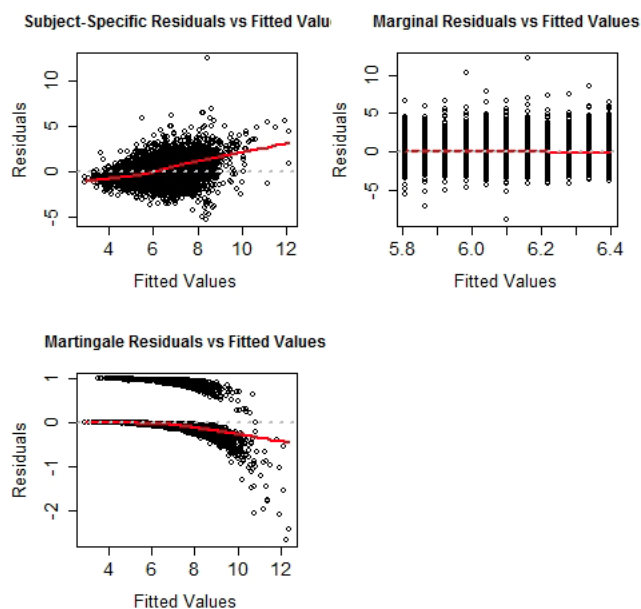 Subject-Specific Residuals vs Fitted Valu
Residuals
10
5
0
-5
4 6 8 10 12
Fitted Values
Marginal Residuals vs Fitted Values
Residuals
10
5
0
-5
5.8 6.0 6.2 6.4
Fitted Values
Martingale Residuals vs Fitted Values
Residuals
1
0
-1
-2
4 6 8 10 12
Fitted Values